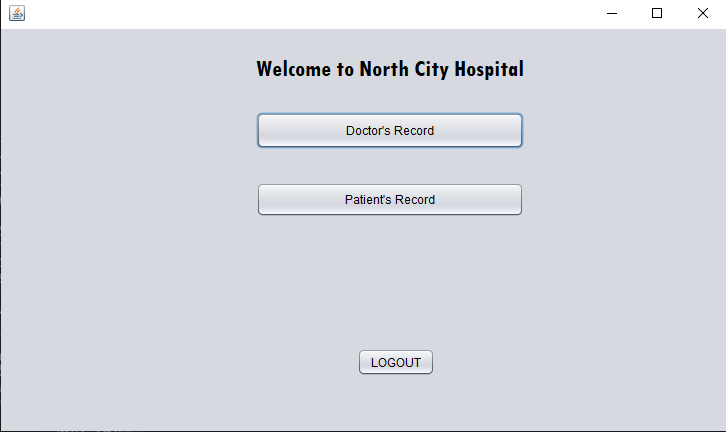 Welcome to North City Hospital
Doctor's Record
Patient's Record
LOGOUT